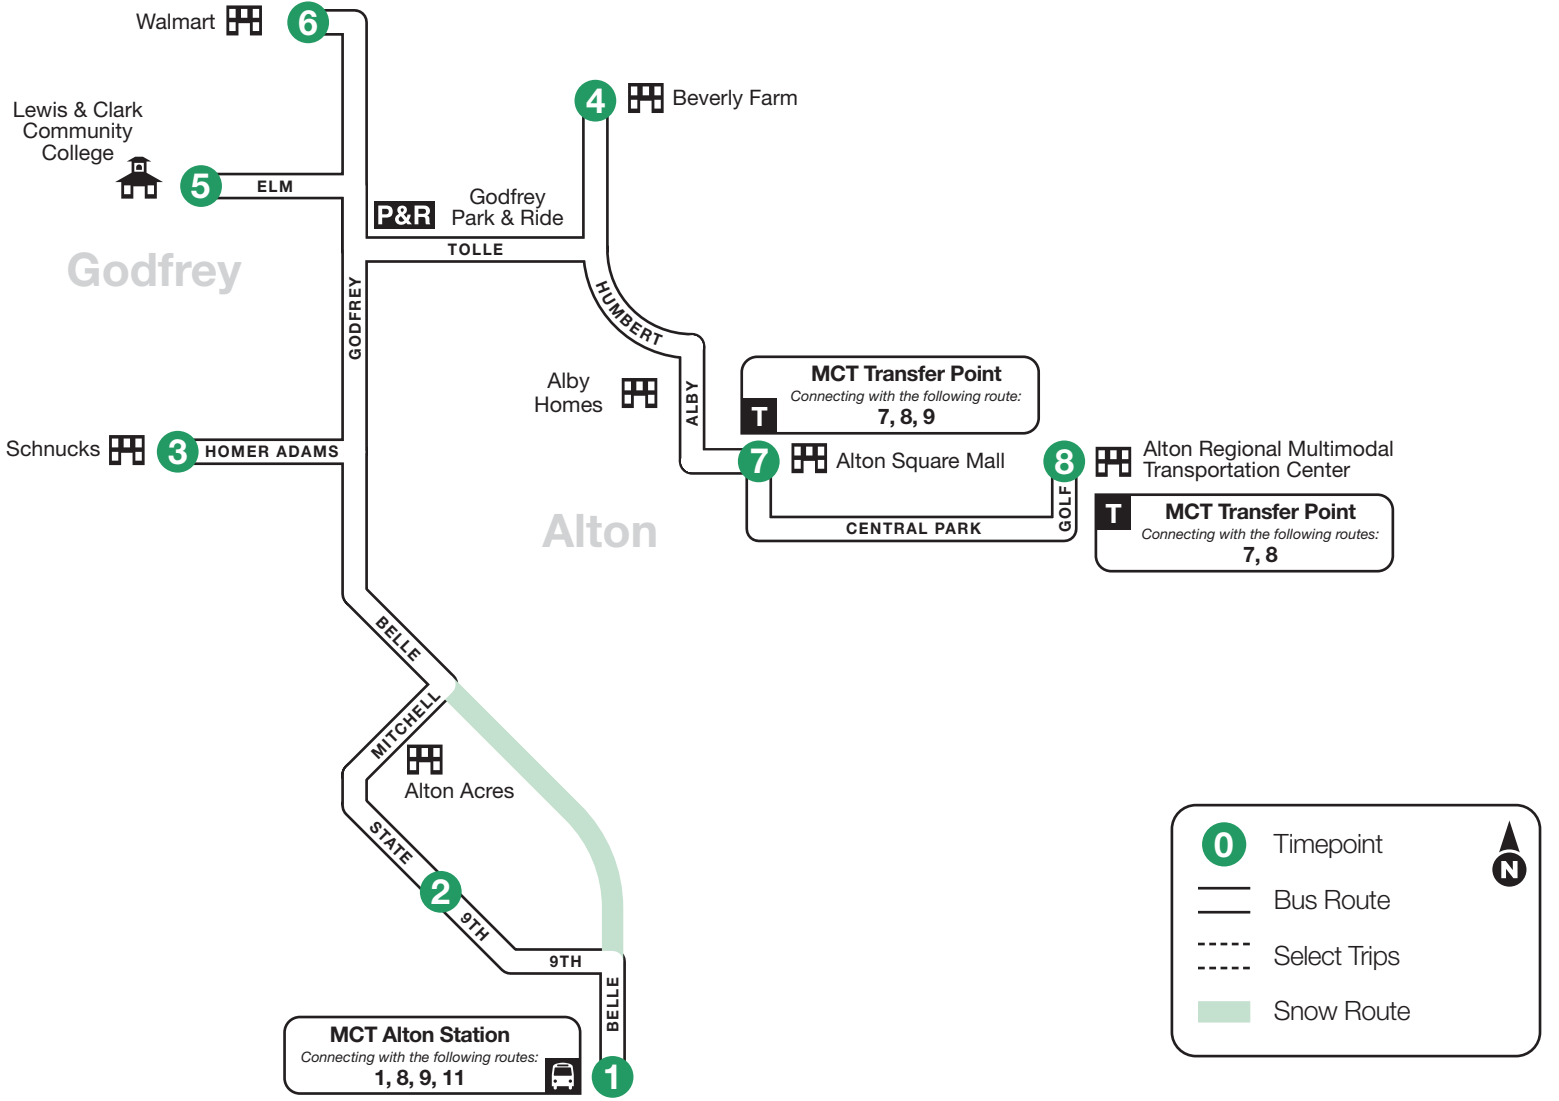 Walmart
6
4
Beverly Farm
Lewis & Clark
Community
College
5
ELM
P&R
Godfrey
Park & Ride
TOLLE
Godfrey
GODFREY
HUMBERT
Alby
Homes
ALBY
MCT Transfer Point
Connecting with the following route:
7, 8, 9
T
Schnucks
3
HOMER ADAMS
7
Alton Square Mall
8
Alton Regional Multimodal
Transportation Center
GOLF
CENTRAL PARK
T
MCT Transfer Point
Connecting with the following routes:
7, 8
Alton
BELLE
MITCHELL
Alton Acres
STATE
2
9TH
9TH
BELLE
MCT Alton Station
Connecting with the following routes:
1, 8, 9, 11
1
0
Timepoint
N
Bus Route
Select Trips
Snow Route